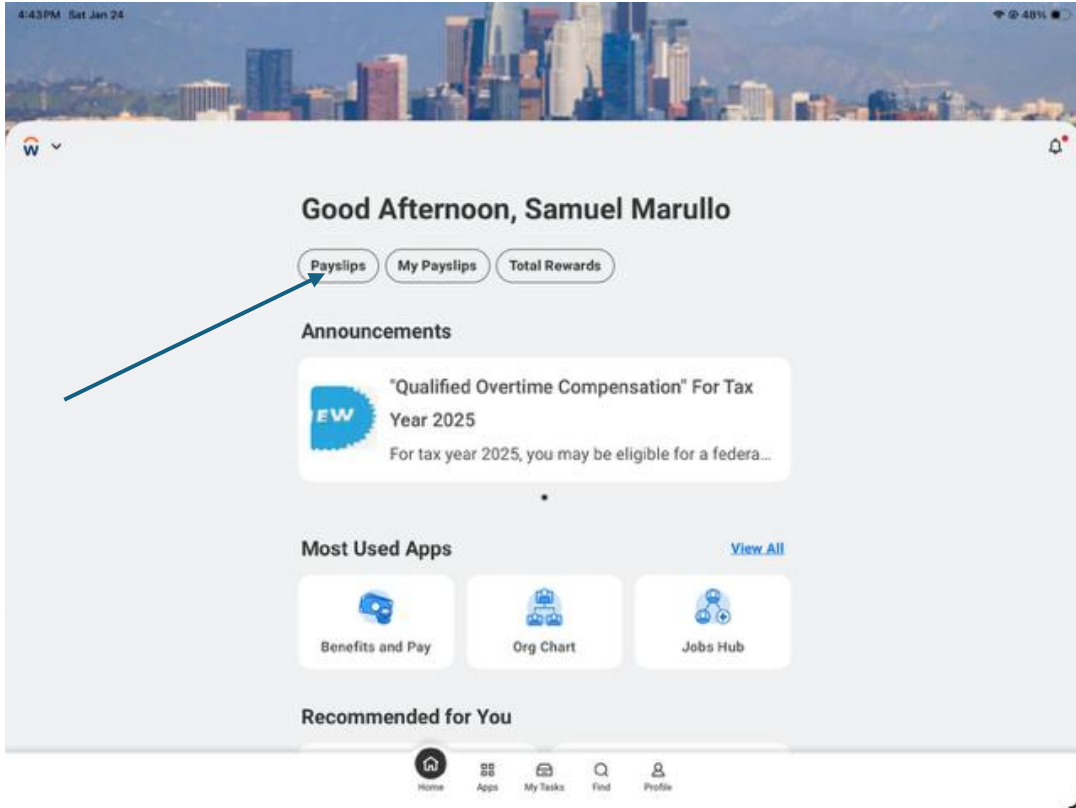 4:43PM Sat Jan 24
48%
w
Good Afternoon, Samuel Marullo
Payslips My Payslips Total Rewards
Announcements
"Qualified Overtime Compensation" For Tax
EW
Year 2025
For tax year 2025, you may be eligible for a federa...
Most Used Apps View All
Benefits and Pay Org Chart Jobs Hub
Recommended for You
Home Apps My Tasks Find Profile